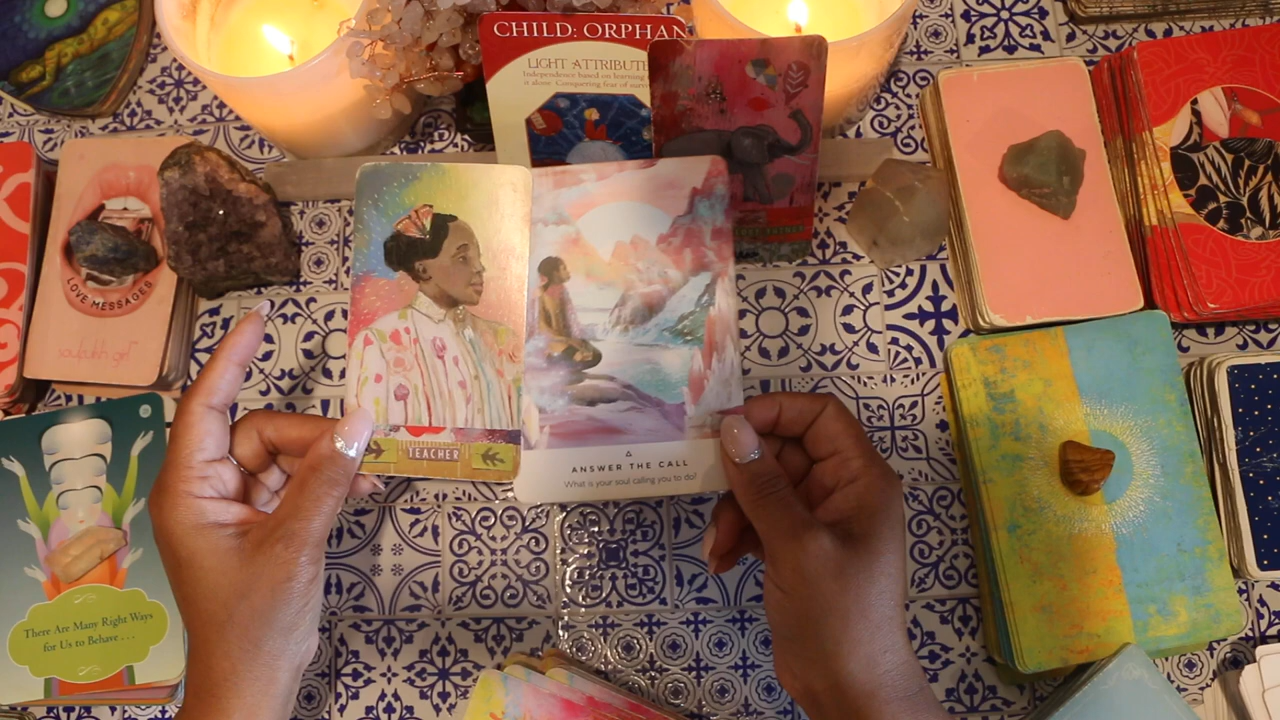 CHILD: ORPHAN
LIGHT ATTRIBUTE
Independence based on learning
it alone. Conquering fear of
LOVE MESSAGES
soulpulsh girl
TEACHER
ANSWER THE CALL
What is your soul calling you to do?
There Are Many Right Ways
for Us to Behave . . .